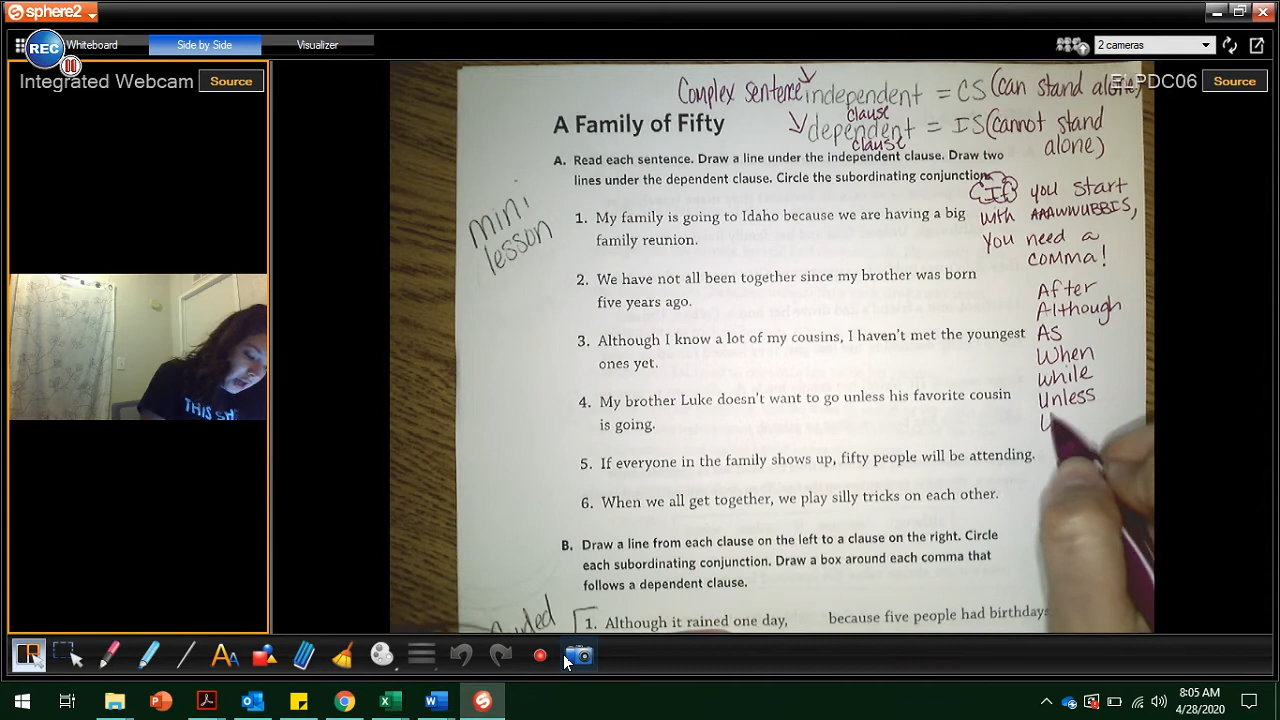 sphere2
REC
Whiteboard
Side by Side
Visualizer
2 cameras
Integrated Webcam
Source
ELPDC06
Source
Complex sentence independent = CS (can stand alone)
clause
dependent = IS (cannot stand
clause
alone)
A Family of Fifty
A. Read each sentence. Draw a line under the independent clause. Draw two
lines under the dependent clause. Circle the subordinating conjunction.
mini
lesson
If you start
with AAAWWUBBIS,
you need a
comma!
1. My family is going to Idaho because we are having a big
family reunion.
2. We have not all been together since my brother was born
five years ago.
3. Although I know a lot of my cousins, I haven't met the youngest
ones yet.
4. My brother Luke doesn't want to go unless his favorite cousin
is going.
5. If everyone in the family shows up, fifty people will be attending.
6. When we all get together, we play silly tricks on each other.
After
Although
As
When
while
Unless
B. Draw a line from each clause on the left to a clause on the right. Circle
each subordinating conjunction. Draw a box around each comma that
follows a dependent clause.
1. Although it rained one day,
because five people had birthdays
THIS
8:05 AM
4/28/2020